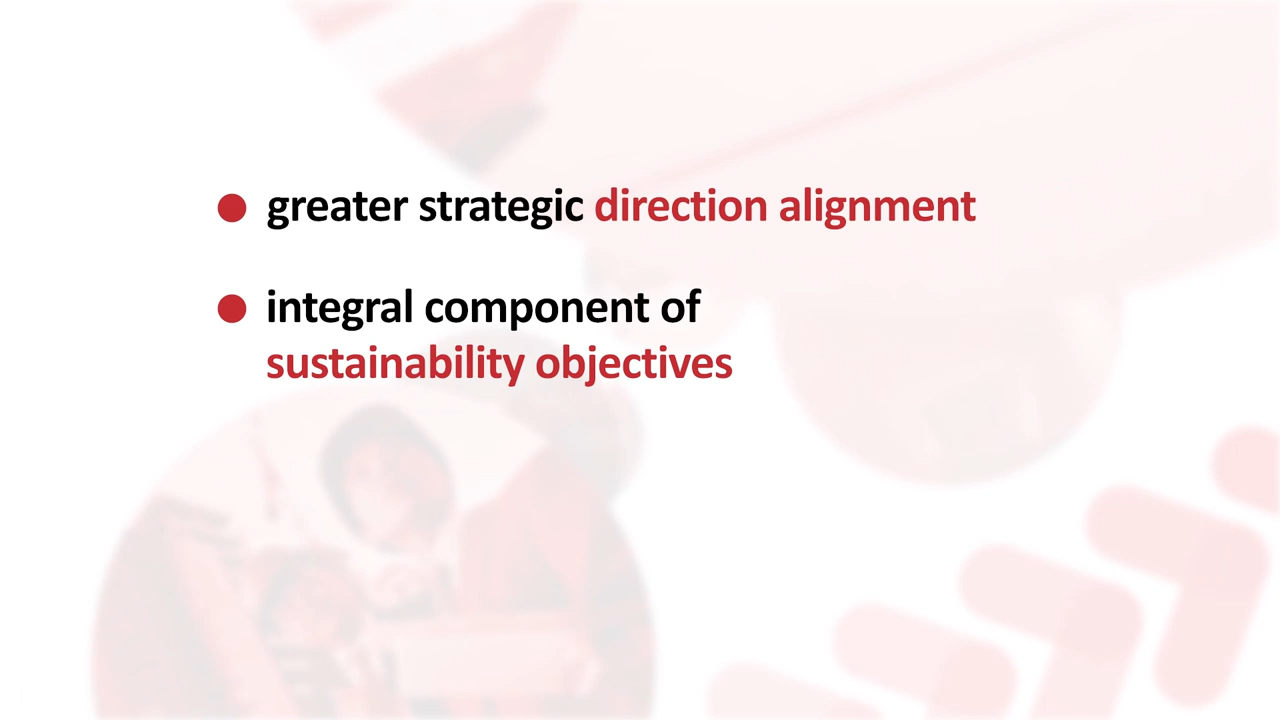 greater strategic direction alignment
integral component of
sustainability objectives